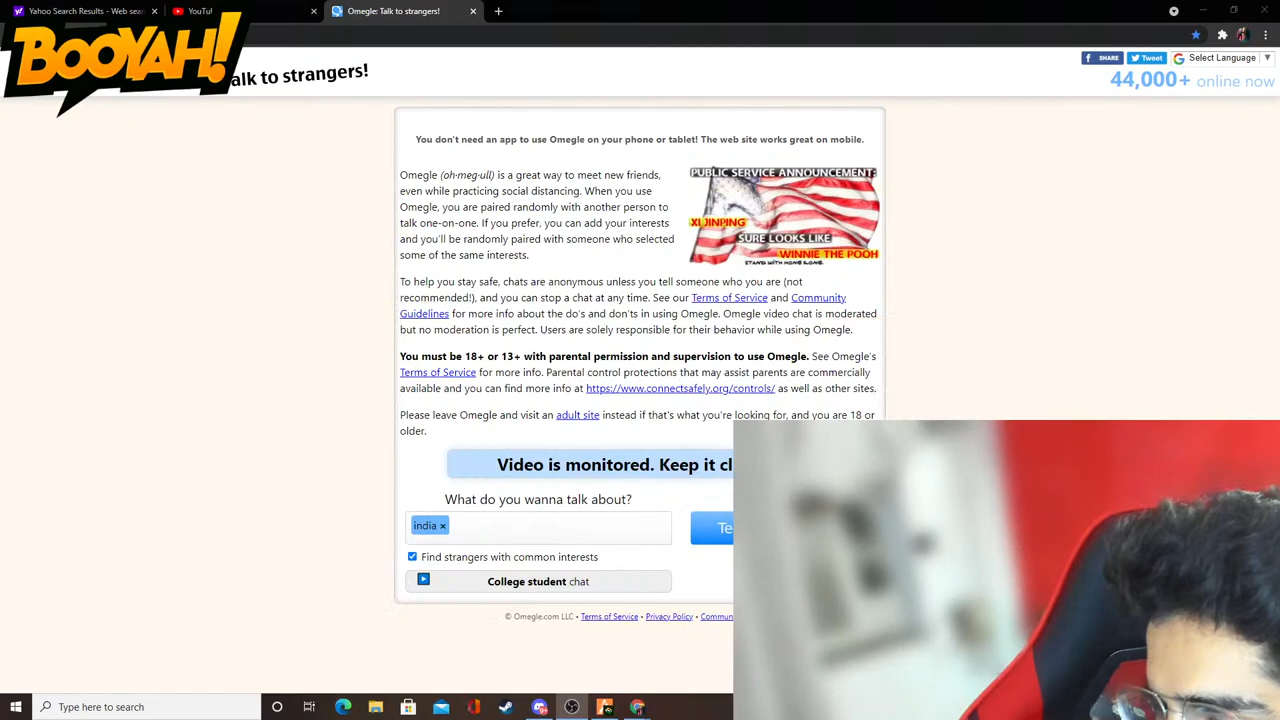 Yahoo Search Results - Web sea
YouTu
Omegle: Talk to strangers!
BOOYAH!
alk to strangers!
SHARE
Tweet
Select Language
44,000+ online now
You don't need an app to use Omegle on your phone or tablet! The web site works great on mobile.
Omegle (oh·meg·ull) is a great way to meet new friends,
even while practicing social distancing. When you use
Omegle, you are paired randomly with another person to
talk one-on-one. If you prefer, you can add your interests
and you'll be randomly paired with someone who selected
some of the same interests.
PUBLIC SERVICE ANNOUNCEMENT:
XI JINPING
SURE LOOKS LIKE
WINNIE THE POOH
STAND WITH HONG KONG.
To help you stay safe, chats are anonymous unless you tell someone who you are (not
recommended!), and you can stop a chat at any time. See our Terms of Service and Community
Guidelines for more info about the do's and don'ts in using Omegle. Omegle video chat is moderated
but no moderation is perfect. Users are solely responsible for their behavior while using Omegle.
You must be 18+ or 13+ with parental permission and supervision to use Omegle. See Omegle's
Terms of Service for more info. Parental control protections that may assist parents are commercially
available and you can find more info at https://www.connectsafely.org/controls/ as well as other sites.
Please leave Omegle and visit an adult site instead if that's what you're looking for, and you are 18 or
older.
Video is monitored. Keep it cl
What do you wanna talk about?
india ×
Te
Find strangers with common interests
College student chat
© Omegle.com LLC • Terms of Service • Privacy Policy • Commun
Type here to search